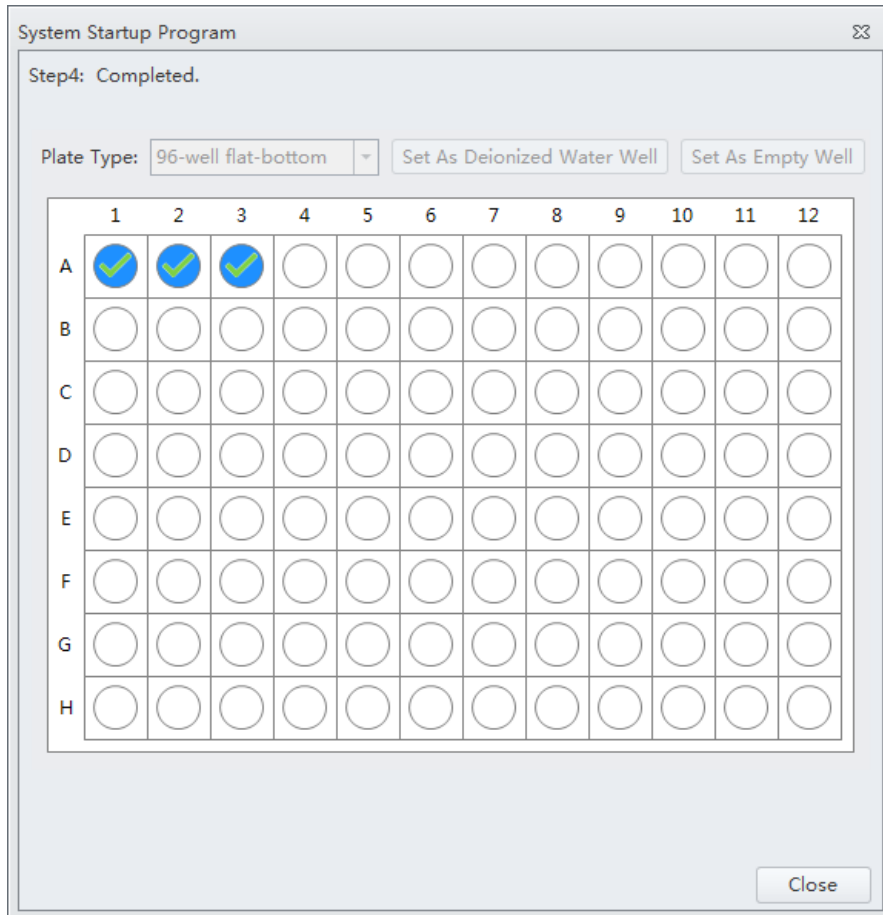 System Startup Program
Step4: Completed.
Plate Type: 96-well flat-bottom Set As Deionized Water Well Set As Empty Well
1 2 3 4 5 6 7 8 9 10 11 12
A
B
C
D
E
F
G
H
Close